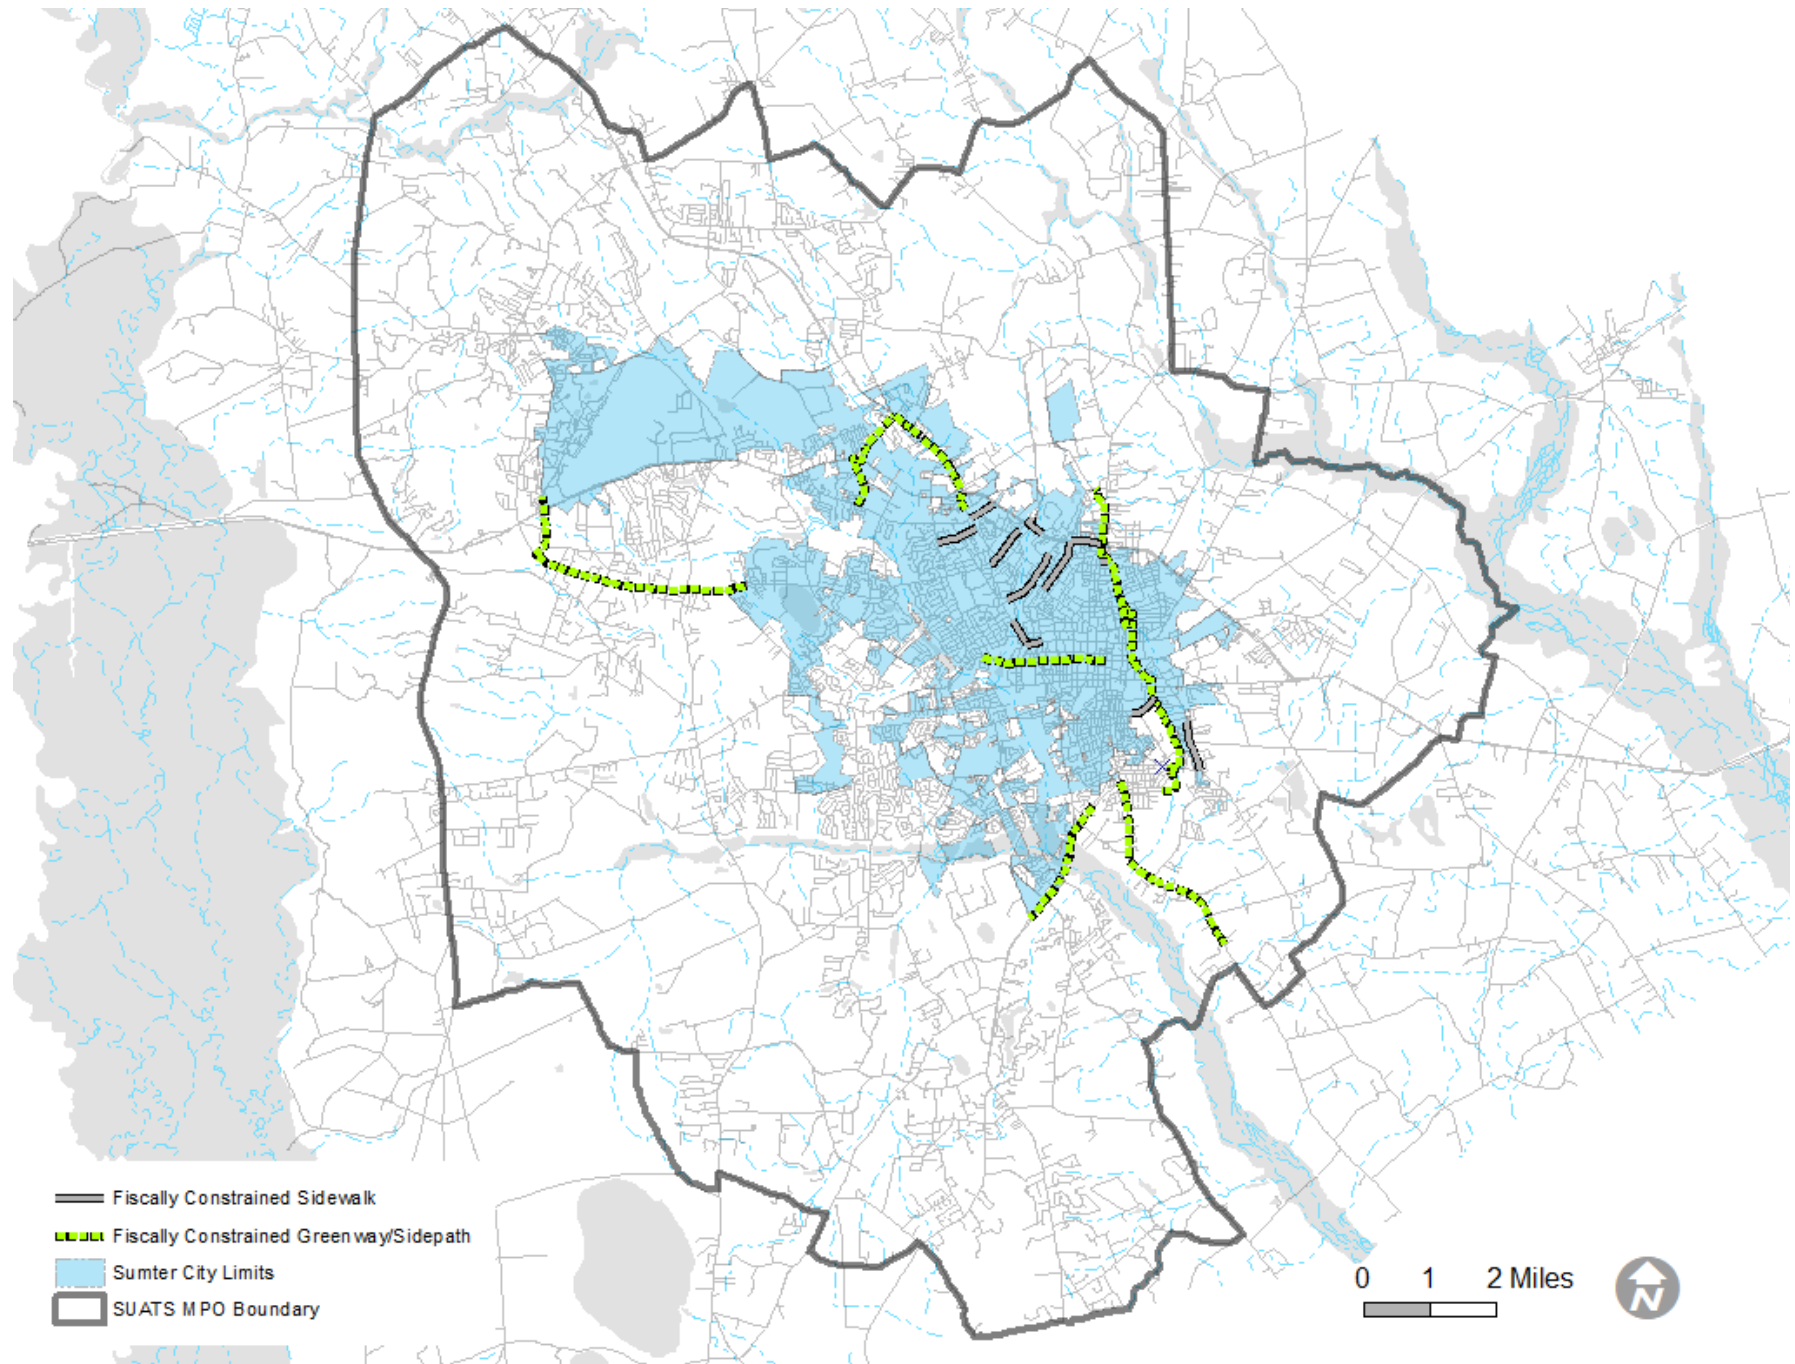 Fiscally Constrained Sidewalk
Fiscally Constrained Greenway/Sidepath
Sumter City Limits
SUATS MPO Boundary
0 1 2 Miles
N